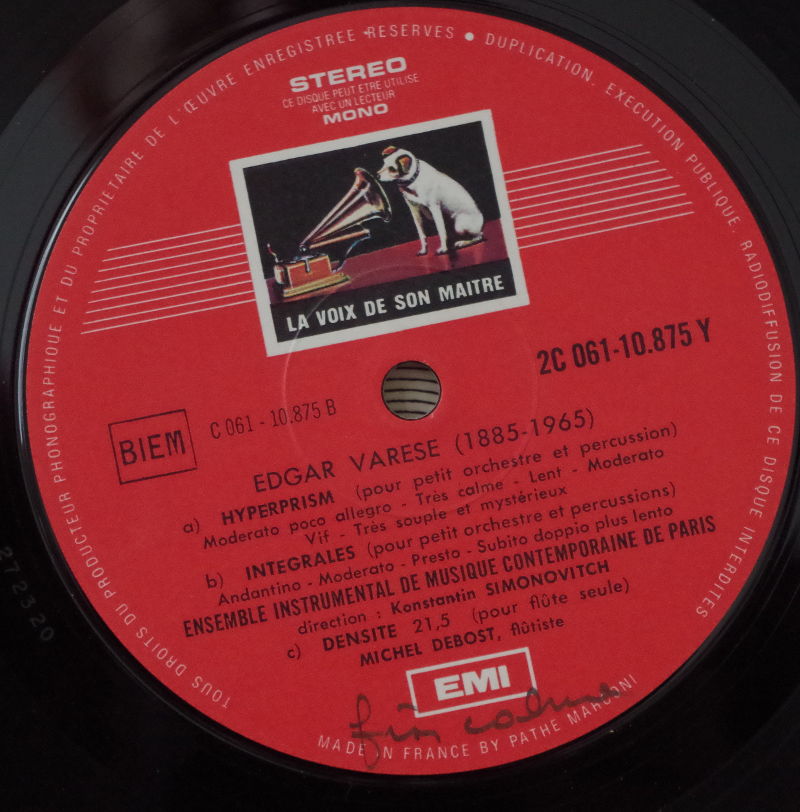 TOUS DROITS DU PRODUCTEUR PHONOGRAPHIQUE ET DU PROPRIETAIRE DE L'ŒUVRE ENREGISTREE RESERVES • DUPLICATION. EXECUTION PUBLIQUE. RADIODIFFUSION DE CE DISQUE INTERDITES
STEREO
CE DISQUE PEUT ETRE UTILISE
AVEC UN LECTEUR
MONO
LA VOIX DE SON MAITRE
2C 061-10.875 Y
BIEM
C 061 - 10.875 B
EDGAR VARESE (1885-1965)
a) HYPERPRISM (pour petit orchestre et percussion)
Moderato poco allegro - Très calme - Lent - Moderato
Vif - Très souple et mystérieux
b) INTEGRALES (pour petit orchestre et percussions)
Andantino - Moderato - Presto - Subito doppio più lento
ENSEMBLE INSTRUMENTAL DE MUSIQUE CONTEMPORAINE DE PARIS
direction : Konstantin SIMONOVITCH
c) DENSITE 21,5 (pour flûte seule)
MICHEL DEBOST, flûtiste
EMI
MADE IN FRANCE BY PATHE MARCONI
272320